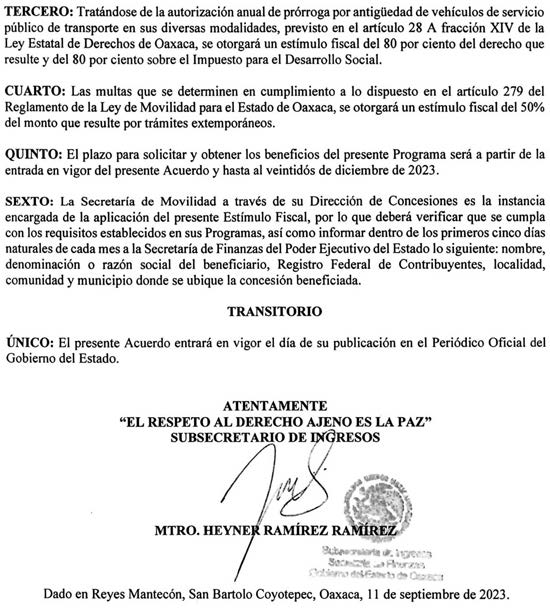 TERCERO: Tratándose de la autorización anual de prórroga por antigüedad de vehículos de servicio
público de transporte en sus diversas modalidades, previsto en el artículo 28 A fracción XIV de la
Ley Estatal de Derechos de Oaxaca, se otorgará un estímulo fiscal del 80 por ciento del derecho que
resulte y del 80 por ciento sobre el Impuesto para el Desarrollo Social.
CUARTO: Las multas que se determinen en cumplimiento a lo dispuesto en el artículo 279 del
Reglamento de la Ley de Movilidad para el Estado de Oaxaca, se otorgará un estímulo fiscal del 50%
del monto que resulte por trámites extemporáneos.
QUINTO: El plazo para solicitar y obtener los beneficios del presente Programa será a partir de la
entrada en vigor del presente Acuerdo y hasta al veintidós de diciembre de 2023.
SEXTO: La Secretaría de Movilidad a través de su Dirección de Concesiones es la instancia
encargada de la aplicación del presente Estímulo Fiscal, por lo que deberá verificar que se cumpla
con los requisitos establecidos en sus Programas, así como informar dentro de los primeros cinco días
naturales de cada mes a la Secretaría de Finanzas del Poder Ejecutivo del Estado lo siguiente: nombre,
denominación o razón social del beneficiario, Registro Federal de Contribuyentes, localidad,
comunidad y municipio donde se ubique la concesión beneficiada.
TRANSITORIO
ÚNICO: El presente Acuerdo entrará en vigor el día de su publicación en el Periódico Oficial del
Gobierno del Estado.
ATENTAMENTE
“EL RESPETO AL DERECHO AJENO ES LA PAZ”
SUBSECRETARIO DE INGRESOS
MTRO. HEYNER RAMÍREZ RAMÍREZ
Subsecretaría de Ingresos
Secretaría de Finanzas
Gobierno del Estado de Oaxaca
Dado en Reyes Mantecón, San Bartolo Coyotepec, Oaxaca, 11 de septiembre de 2023.